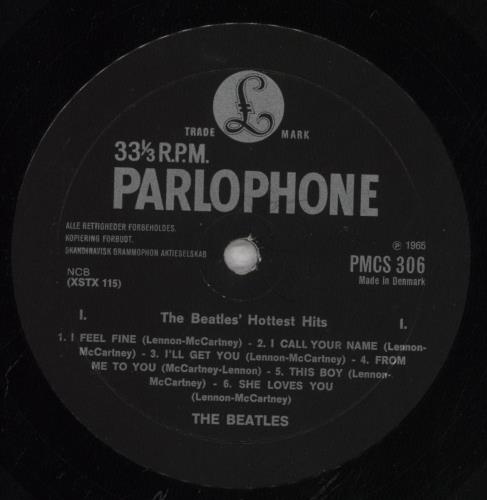 £
TRADE MARK
33⅓ R.P.M.
PARLOPHONE
ALLE RETTIGHEDER FORBEHOLDES.
KOPIERING FORBUDT.
SKANDINAVISK GRAMMOPHON AKTIESELSKAB
℗ 1965
NCB
(XSTX 115)
PMCS 306
Made in Denmark
I. The Beatles' Hottest Hits I.
1. I FEEL FINE (Lennon-McCartney) - 2. I CALL YOUR NAME (Lennon-
McCartney) - 3. I'LL GET YOU (Lennon-McCartney) - 4. FROM
ME TO YOU (McCartney-Lennon) - 5. THIS BOY (Lennon-
McCartney) - 6. SHE LOVES YOU
(Lennon-McCartney)
THE BEATLES